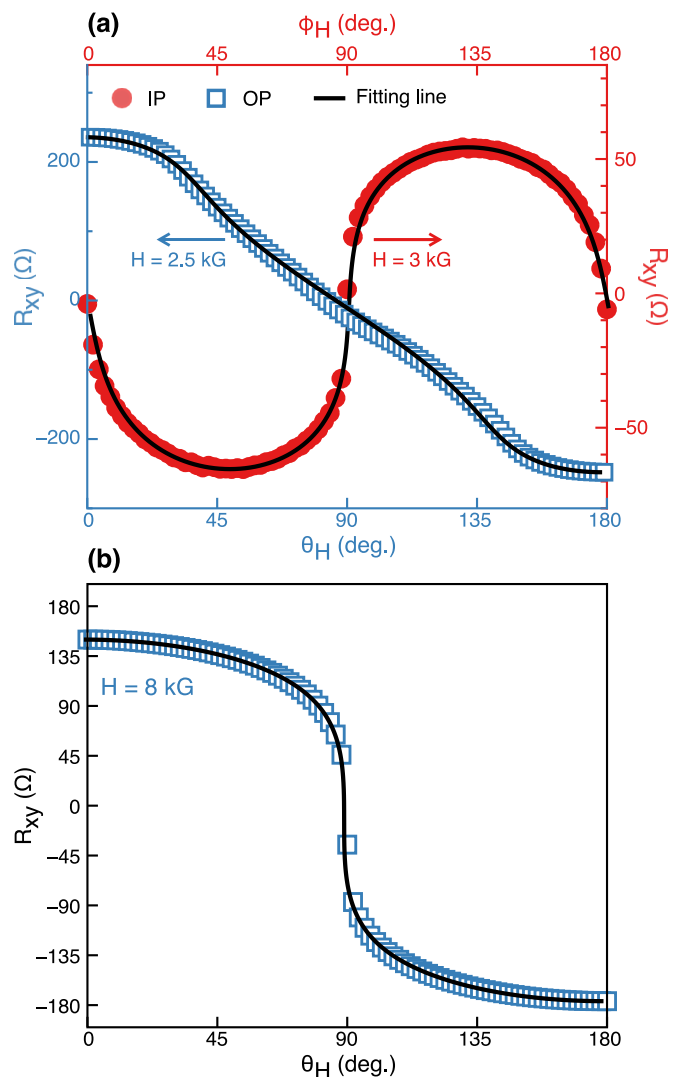 (a)
ϕH (deg.)
0 45 90 135 180
IP OP Fitting line
200
0
−200
Rxy (Ω)
50
0
−50
Rxy (Ω)
H = 2.5 kG
H = 3 kG
0 45 90 135 180
θH (deg.)
(b)
180
135
90
45
0
−45
−90
−135
−180
Rxy (Ω)
H = 8 kG
0 45 90 135 180
θH (deg.)